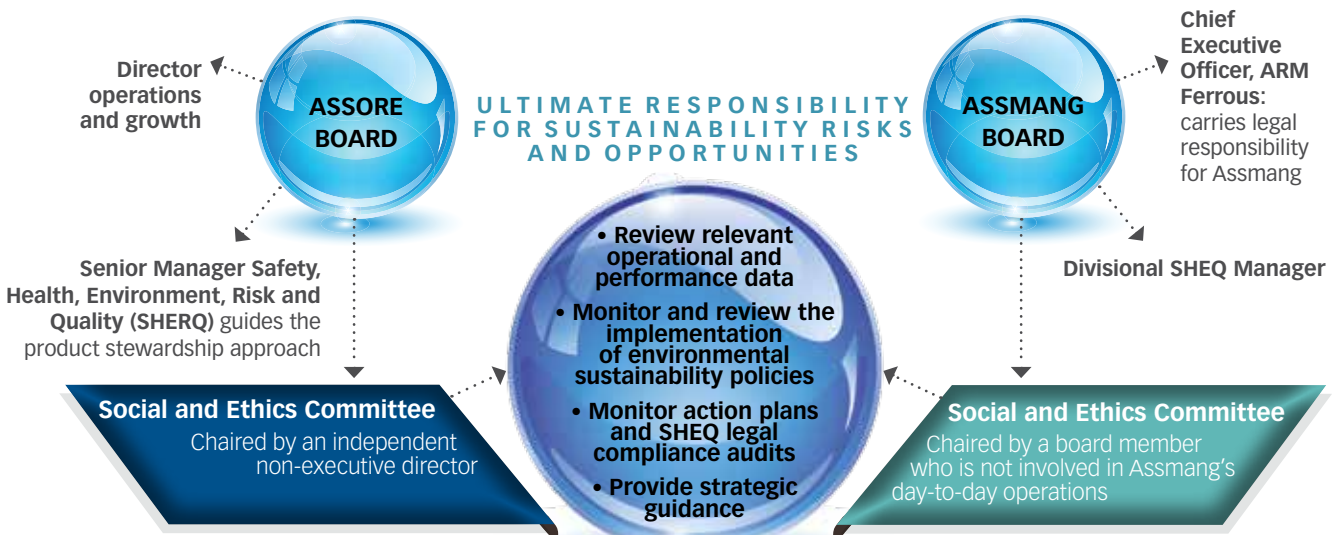 Director
operations
and growth
ASSORE
BOARD
ULTIMATE RESPONSIBILITY
FOR SUSTAINABILITY RISKS
AND OPPORTUNITIES
ASSMANG
BOARD
Chief
Executive
Officer, ARM
Ferrous:
carries legal
responsibility
for Assmang
Senior Manager Safety,
Health, Environment, Risk and
Quality (SHERQ) guides the
product stewardship approach
Divisional SHEQ Manager
• Review relevant
operational and
performance data
• Monitor and review the
implementation
of environmental
sustainability policies
• Monitor action plans
and SHEQ legal
compliance audits
• Provide strategic
guidance
Social and Ethics Committee
Chaired by an independent
non-executive director
Social and Ethics Committee
Chaired by a board member
who is not involved in Assmang's
day-to-day operations